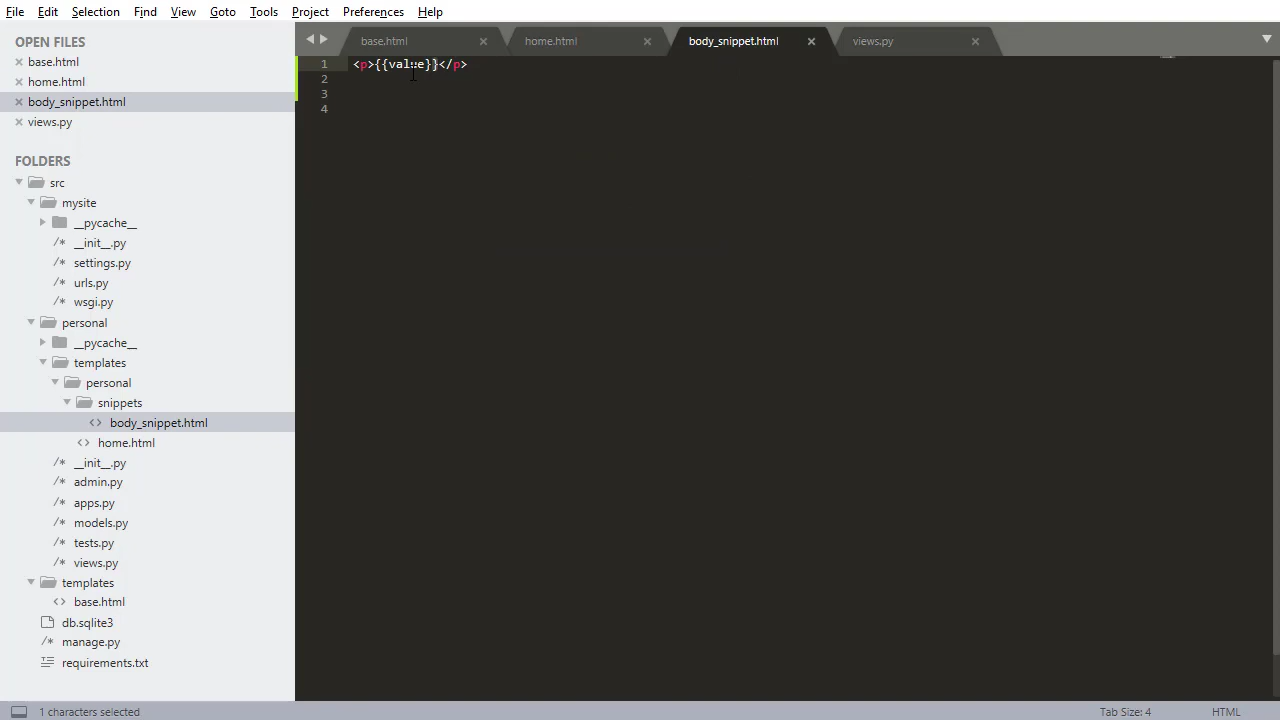 File Edit Selection Find View Goto Tools Project Preferences Help
OPEN FILES
base.html
home.html
body_snippet.html
views.py
FOLDERS
src
mysite
__pycache__
/* __init__.py
/* settings.py
/* urls.py
/* wsgi.py
personal
__pycache__
templates
personal
snippets
<> body_snippet.html
<> home.html
/* __init__.py
/* admin.py
/* apps.py
/* models.py
/* tests.py
/* views.py
templates
<> base.html
db.sqlite3
/* manage.py
requirements.txt
base.html home.html body_snippet.html views.py
1 <p>{{value}}</p>
2
3
4
1 characters selected Tab Size: 4 HTML